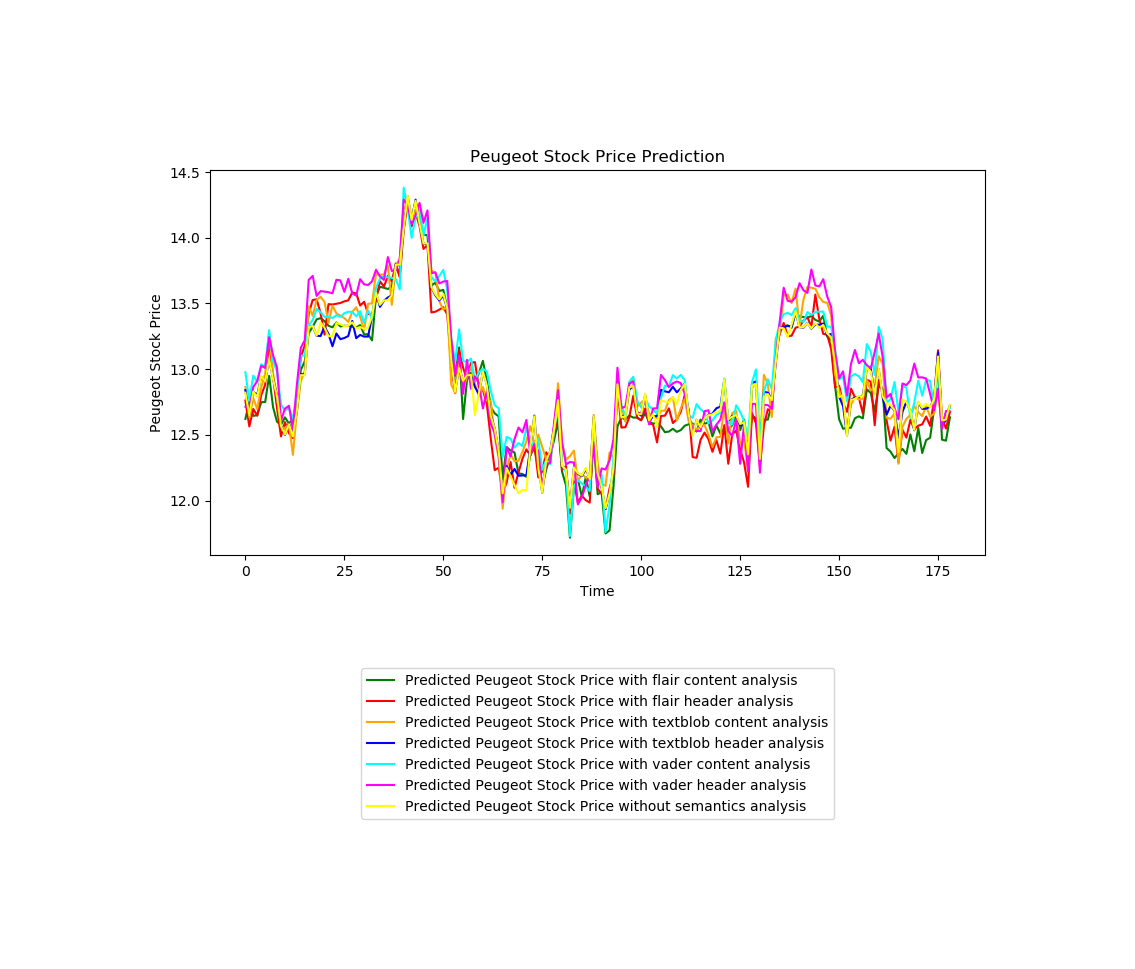 Peugeot Stock Price Prediction
14.5
14.0
13.5
13.0
12.5
12.0
Peugeot Stock Price
0 25 50 75 100 125 150 175
Time
Predicted Peugeot Stock Price with flair content analysis
Predicted Peugeot Stock Price with flair header analysis
Predicted Peugeot Stock Price with textblob content analysis
Predicted Peugeot Stock Price with textblob header analysis
Predicted Peugeot Stock Price with vader content analysis
Predicted Peugeot Stock Price with vader header analysis
Predicted Peugeot Stock Price without semantics analysis